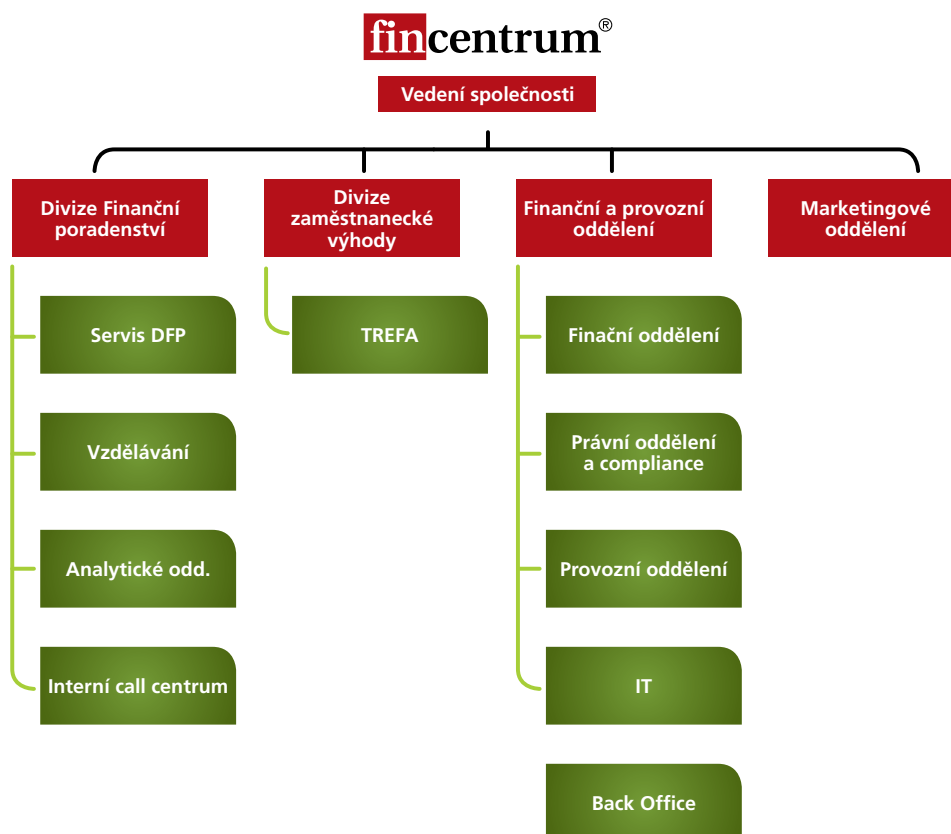 fincentrum®
Vedení společnosti
Divize Finanční
poradenství
Divize
zaměstnanecké
výhody
Finanční a provozní
oddělení
Marketingové
oddělení
Servis DFP
TREFA
Finační oddělení
Vzdělávání
Právní oddělení
a compliance
Analytické odd.
Provozní oddělení
Interní call centrum
IT
Back Office